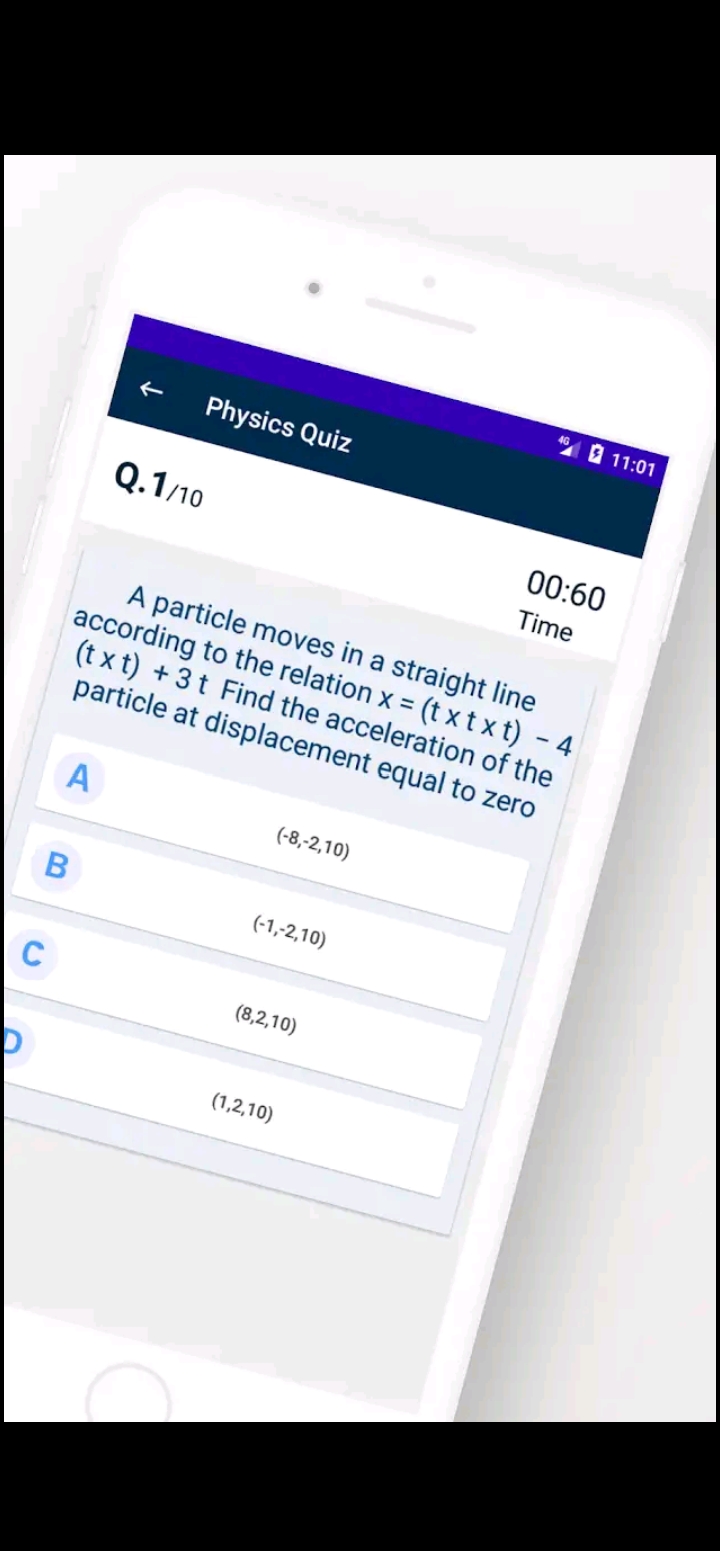 4G 11:01
← Physics Quiz
Q.1/10
00:60
Time
A particle moves in a straight line
according to the relation x = (t x t x t) - 4
(t x t) + 3 t Find the acceleration of the
particle at displacement equal to zero
A (-8,-2,10)
B (-1,-2,10)
C (8,2,10)
D (1,2,10)